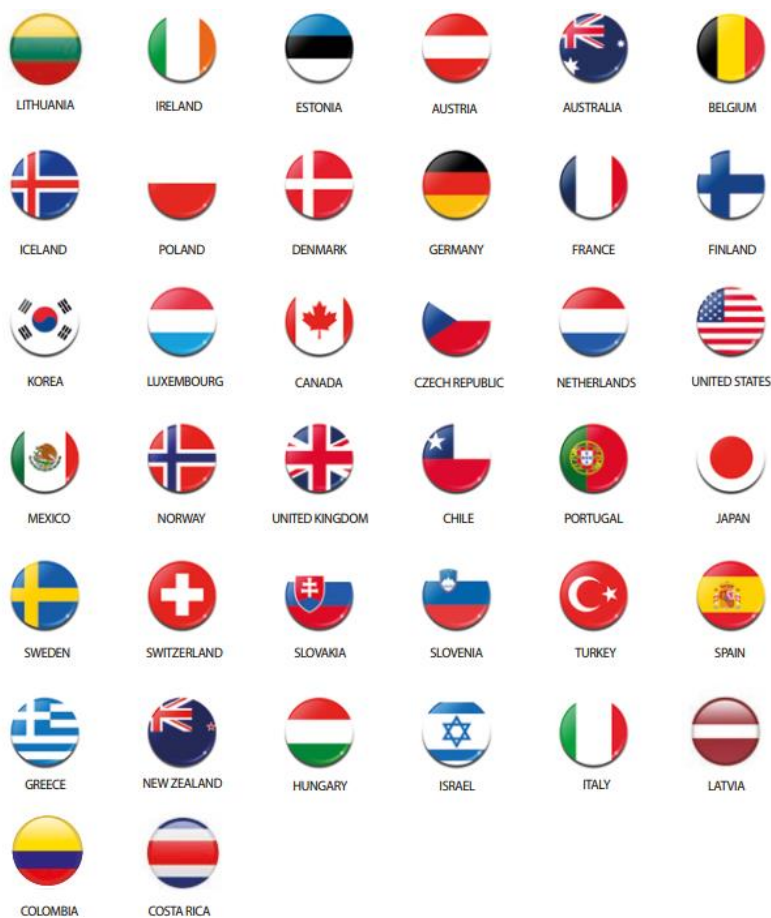 LITHUANIA IRELAND ESTONIA AUSTRIA AUSTRALIA BELGIUM
ICELAND POLAND DENMARK GERMANY FRANCE FINLAND
KOREA LUXEMBOURG CANADA CZECH REPUBLIC NETHERLANDS UNITED STATES
MEXICO NORWAY UNITED KINGDOM CHILE PORTUGAL JAPAN
SWEDEN SWITZERLAND SLOVAKIA SLOVENIA TURKEY SPAIN
GREECE NEW ZEALAND HUNGARY ISRAEL ITALY LATVIA
COLOMBIA COSTA RICA